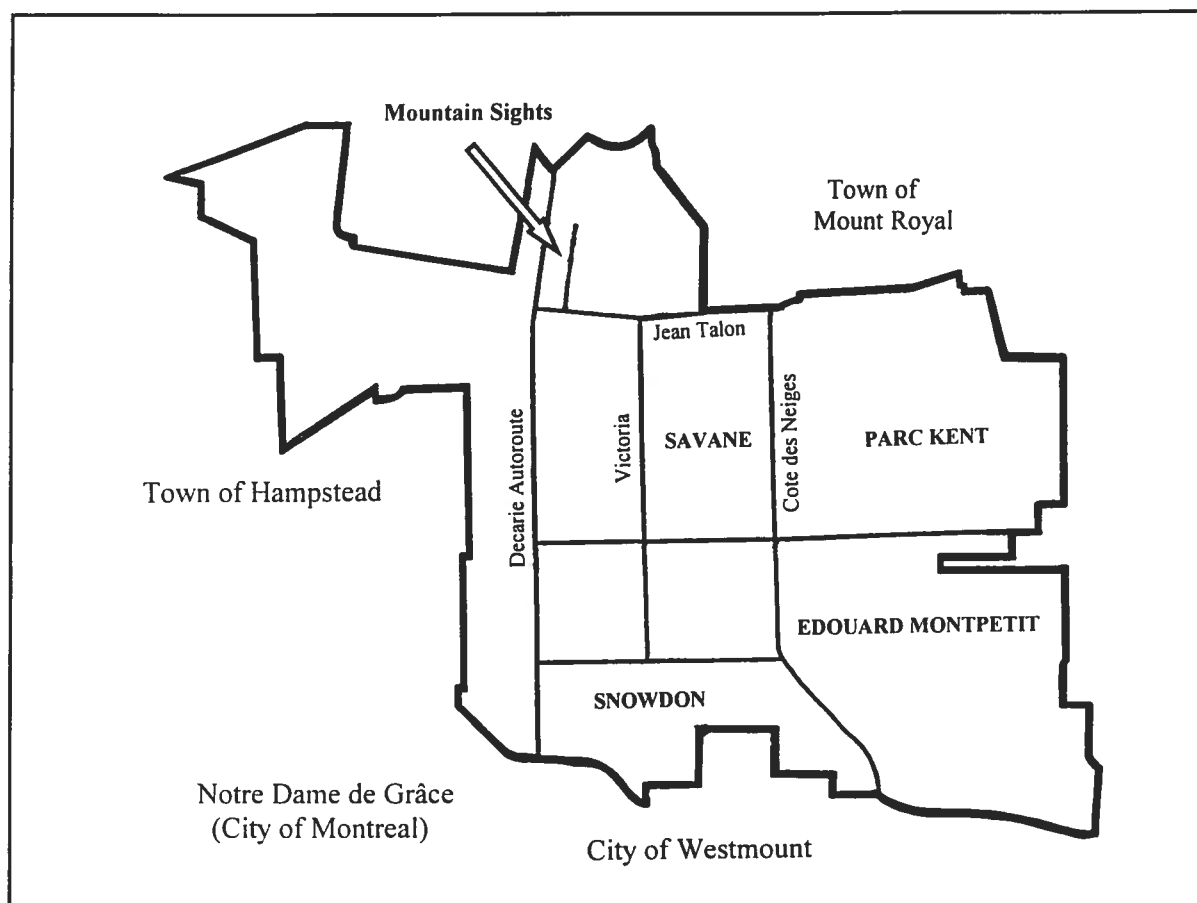 Mountain Sights
Town of
Mount Royal
Jean Talon
Decarie Autoroute
Victoria
SAVANE
Cote des Neiges
PARC KENT
Town of Hampstead
EDOUARD MONTPETIT
SNOWDON
Notre Dame de Grâce
(City of Montreal)
City of Westmount